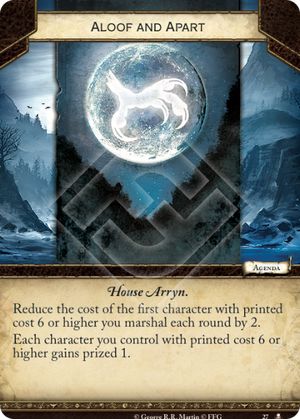 Aloof and Apart
Agenda
House Arryn.
Reduce the cost of the first character with printed
cost 6 or higher you marshal each round by 2.
Each character you control with printed cost 6 or
higher gains prized 1.
© George R.R. Martin © FFG
27